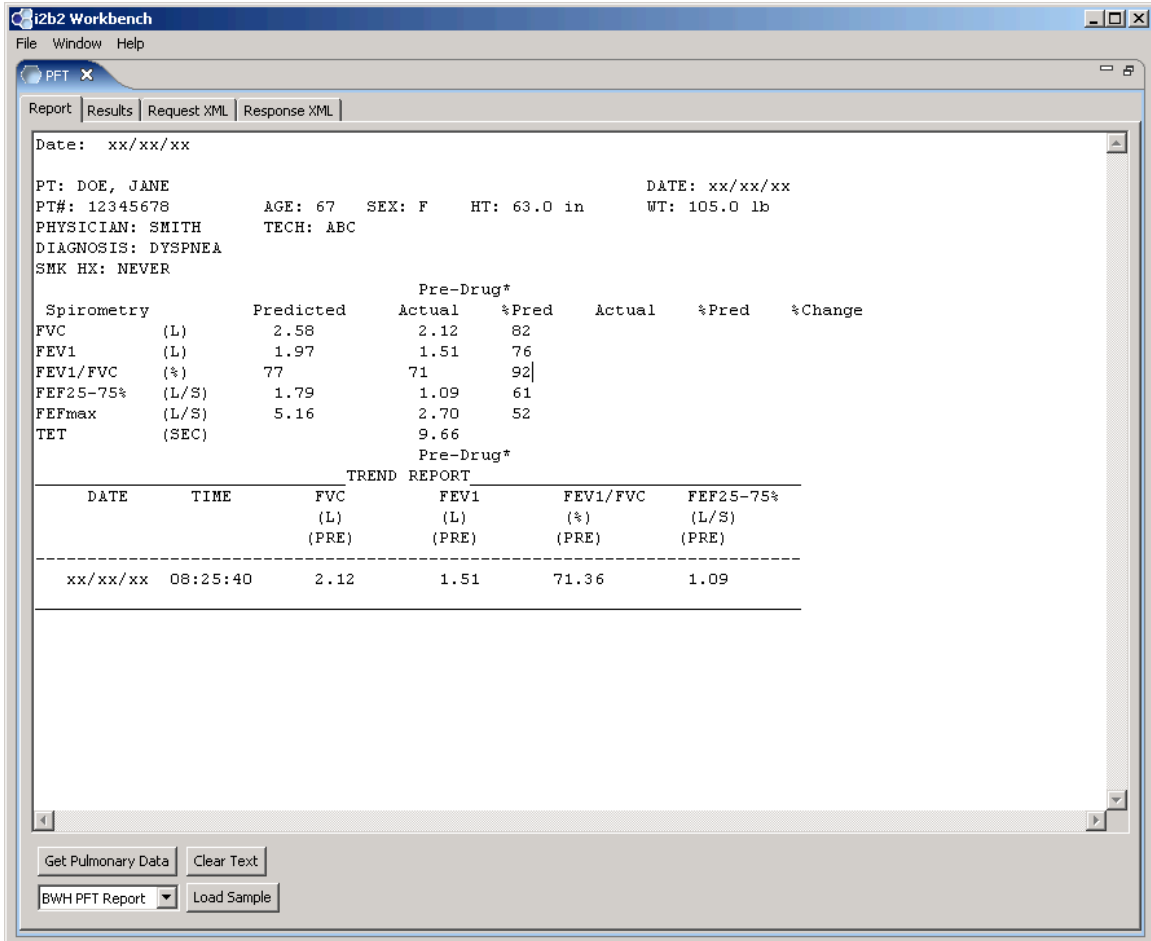 i2b2 Workbench
File Window Help
PFT
Report Results Request XML Response XML
Date: xx/xx/xx
PT: DOE, JANE DATE: xx/xx/xx
PT#: 12345678 AGE: 67 SEX: F HT: 63.0 in WT: 105.0 lb
PHYSICIAN: SMITH TECH: ABC
DIAGNOSIS: DYSPNEA
SMK HX: NEVER
Pre-Drug*
Spirometry Predicted Actual %Pred Actual %Pred %Change
FVC (L) 2.58 2.12 82
FEV1 (L) 1.97 1.51 76
FEV1/FVC (%) 77 71 92
FEF25-75% (L/S) 1.79 1.09 61
FEFmax (L/S) 5.16 2.70 52
TET (SEC) 9.66
Pre-Drug*
TREND REPORT
DATE TIME FVC FEV1 FEV1/FVC FEF25-75%
(L) (L) (%) (L/S)
(PRE) (PRE) (PRE) (PRE)
xx/xx/xx 08:25:40 2.12 1.51 71.36 1.09
Get Pulmonary Data Clear Text
BWH PFT Report Load Sample